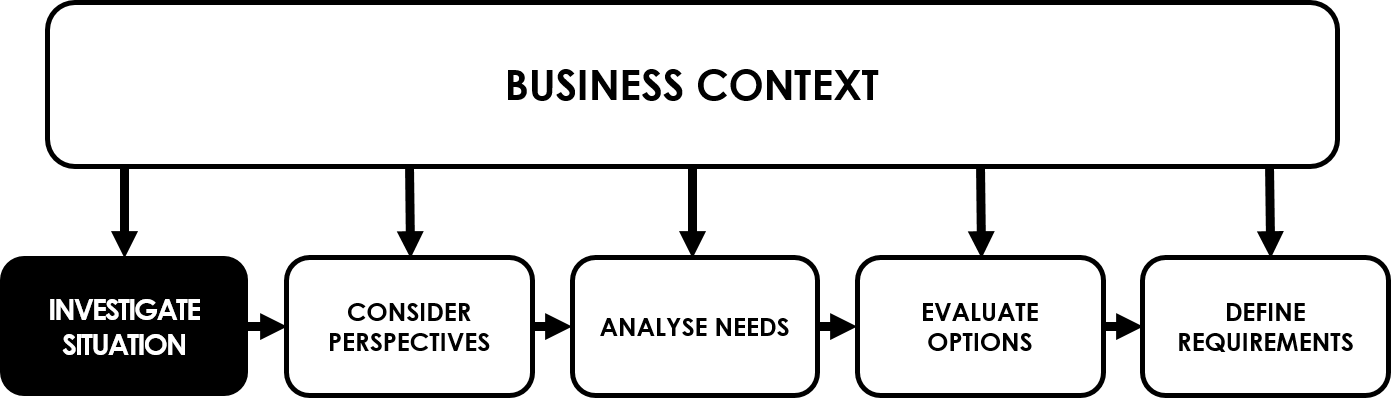 BUSINESS CONTEXT
INVESTIGATE
SITUATION
CONSIDER
PERSPECTIVES
ANALYSE NEEDS
EVALUATE
OPTIONS
DEFINE
REQUIREMENTS